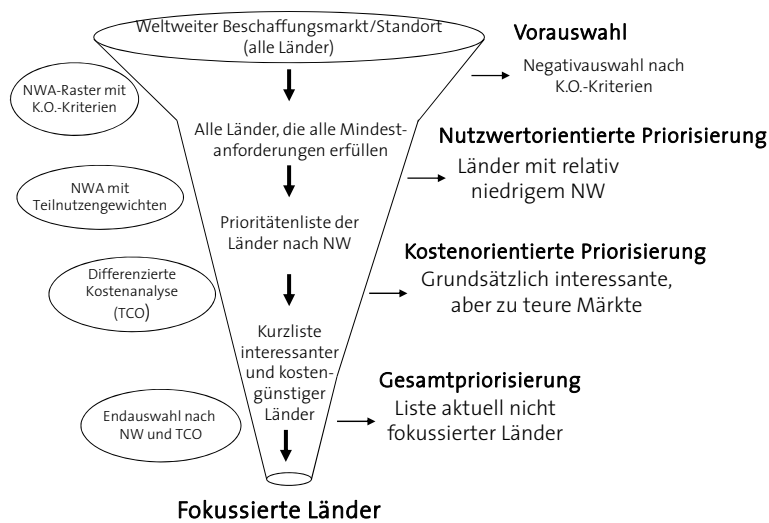 Weltweiter Beschaffungsmarkt/Standort
(alle Länder)
Vorauswahl
Negativauswahl nach
K.O.-Kriterien
NWA-Raster mit
K.O.-Kriterien
Alle Länder, die alle Mindest-
anforderungen erfüllen
Nutzwertorientierte Priorisierung
Länder mit relativ
niedrigem NW
NWA mit
Teilnutzengewichten
Prioritätenliste der
Länder nach NW
Kostenorientierte Priorisierung
Grundsätzlich interessante,
aber zu teure Märkte
Differenzierte
Kostenanalyse
(TCO)
Kurzliste
interessanter
und kosten-
günstiger
Länder
Gesamtpriorisierung
Liste aktuell nicht
fokussierter Länder
Endauswahl nach
NW und TCO
Fokussierte Länder